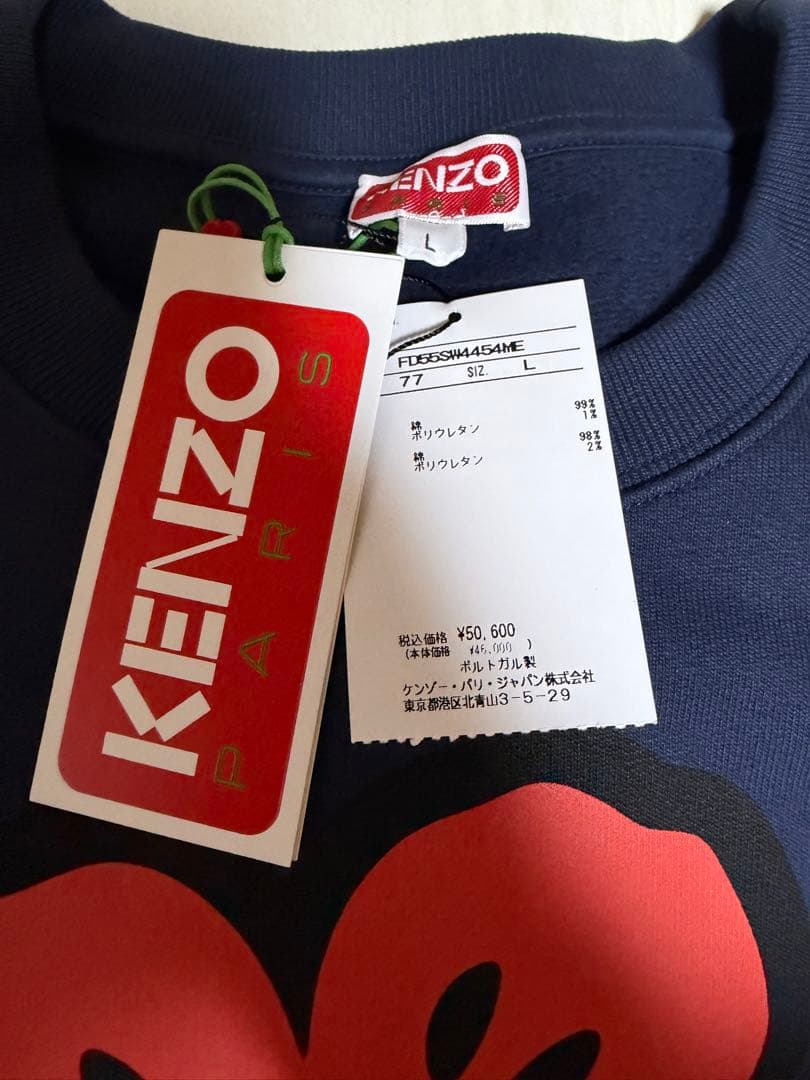 KENZO
PARIS
L
KENZO
PARIS
FD55SW4454ME
77 SIZ. L
綿 99%
ポリウレタン 1%
綿 98%
ポリウレタン 2%
税込価格 ¥50,600
(本体価格 ¥46,000 )
ポルトガル製
ケンゾー・パリ・ジャパン株式会社
東京都港区北青山3-5-29